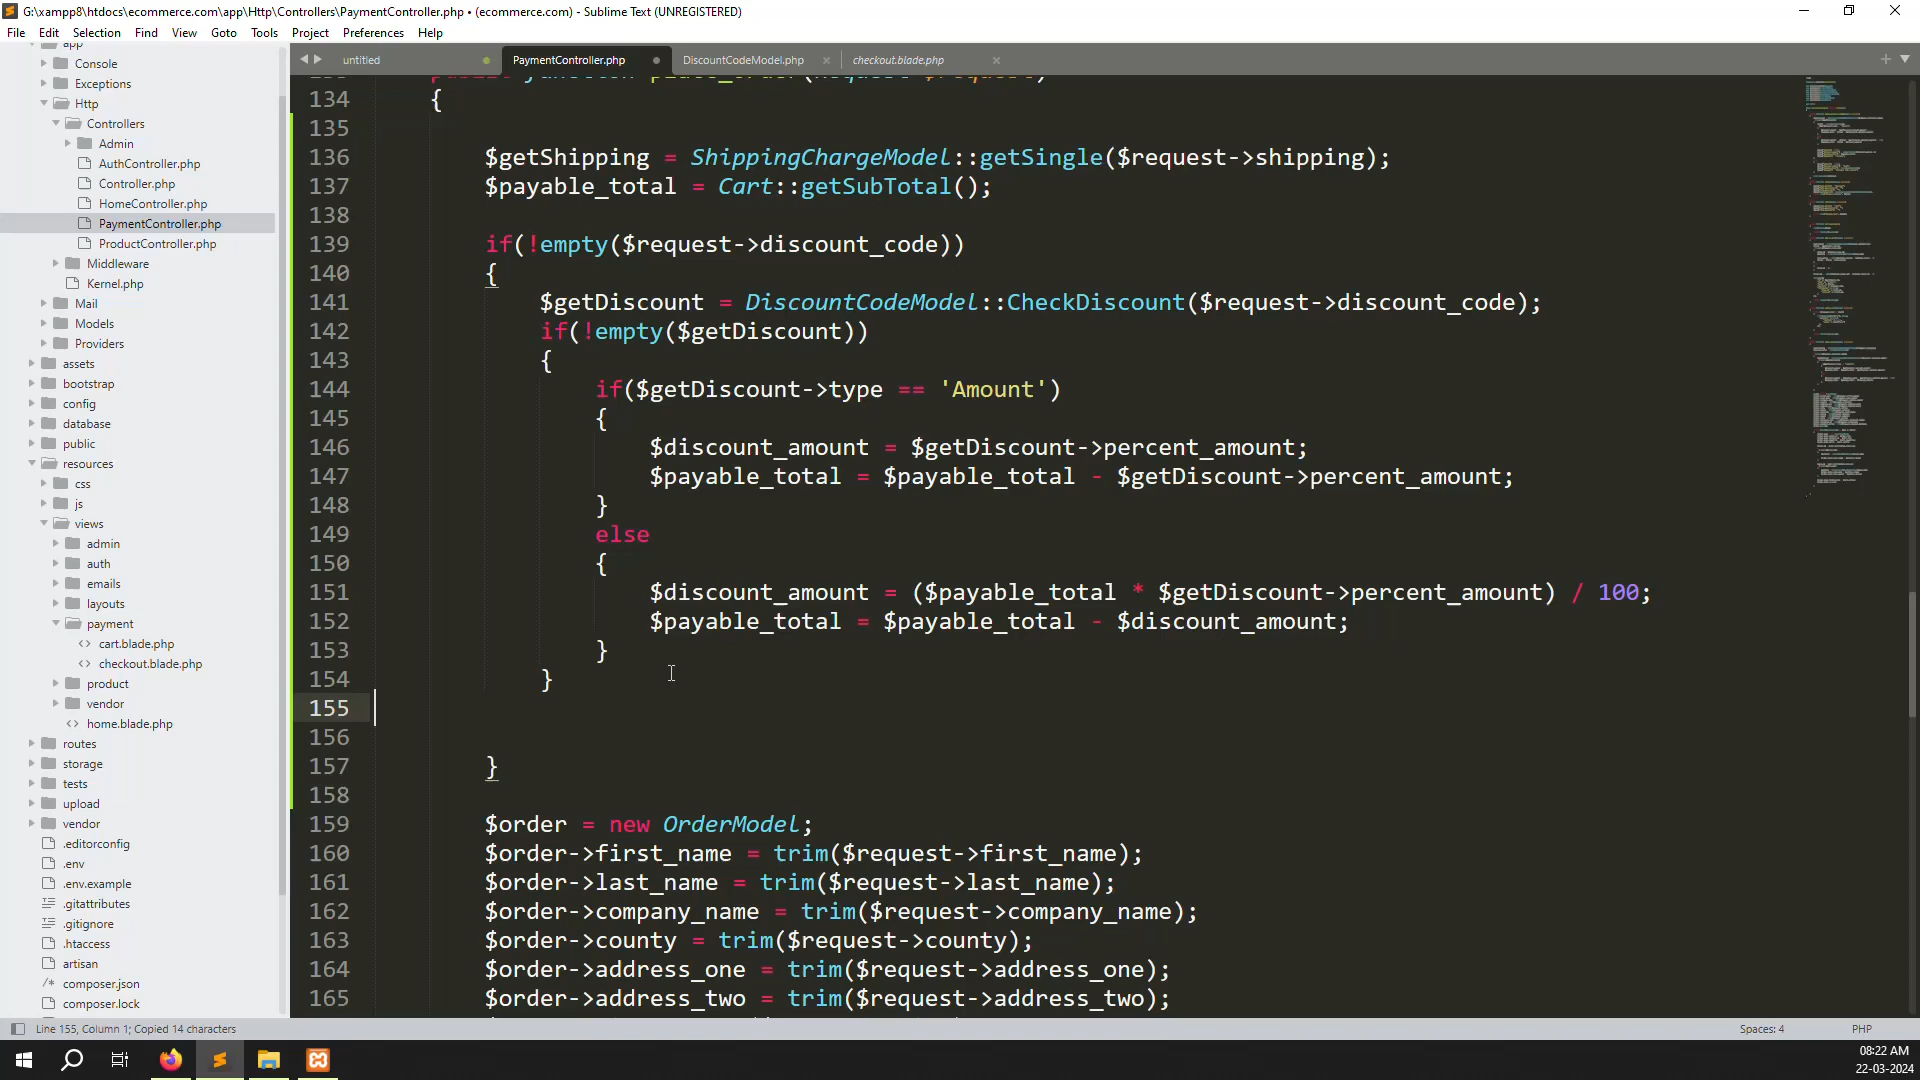 G:\xampp8\htdocs\ecommerce.com\app\Http\Controllers\PaymentController.php • (ecommerce.com) - Sublime Text (UNREGISTERED)
File Edit Selection Find View Goto Tools Project Preferences Help
app
Console
Exceptions
Http
Controllers
Admin
AuthController.php
Controller.php
HomeController.php
PaymentController.php
ProductController.php
Middleware
Kernel.php
Mail
Models
Providers
assets
bootstrap
config
database
public
resources
css
js
views
admin
auth
emails
layouts
payment
cart.blade.php
checkout.blade.php
product
vendor
home.blade.php
routes
storage
tests
upload
vendor
.editorconfig
.env
.env.example
.gitattributes
.gitignore
.htaccess
artisan
composer.json
composer.lock
untitled
PaymentController.php
DiscountCodeModel.php
checkout.blade.php
134 {
135
136 $getShipping = ShippingChargeModel::getSingle($request->shipping);
137 $payable_total = Cart::getSubTotal();
138
139 if(!empty($request->discount_code))
140 {
141 $getDiscount = DiscountCodeModel::CheckDiscount($request->discount_code);
142 if(!empty($getDiscount))
143 {
144 if($getDiscount->type == 'Amount')
145 {
146 $discount_amount = $getDiscount->percent_amount;
147 $payable_total = $payable_total - $getDiscount->percent_amount;
148 }
149 else
150 {
151 $discount_amount = ($payable_total * $getDiscount->percent_amount) / 100;
152 $payable_total = $payable_total - $discount_amount;
153 }
154 }
155
156
157 }
158
159 $order = new OrderModel;
160 $order->first_name = trim($request->first_name);
161 $order->last_name = trim($request->last_name);
162 $order->company_name = trim($request->company_name);
163 $order->county = trim($request->county);
164 $order->address_one = trim($request->address_one);
165 $order->address_two = trim($request->address_two);
Line 155, Column 1; Copied 14 characters
Spaces: 4
PHP
08:22 AM
22-03-2024